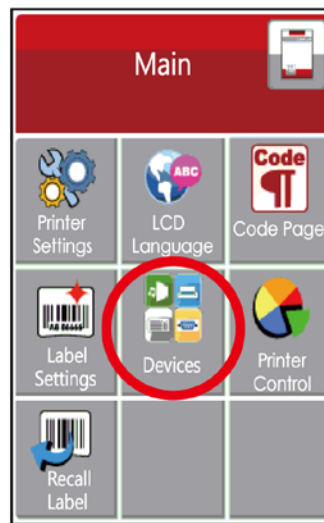 Main
Printer
Settings
LCD
Language
ABC
Code Page
Code
Label
Settings
Devices
Printer
Control
Recall
Label